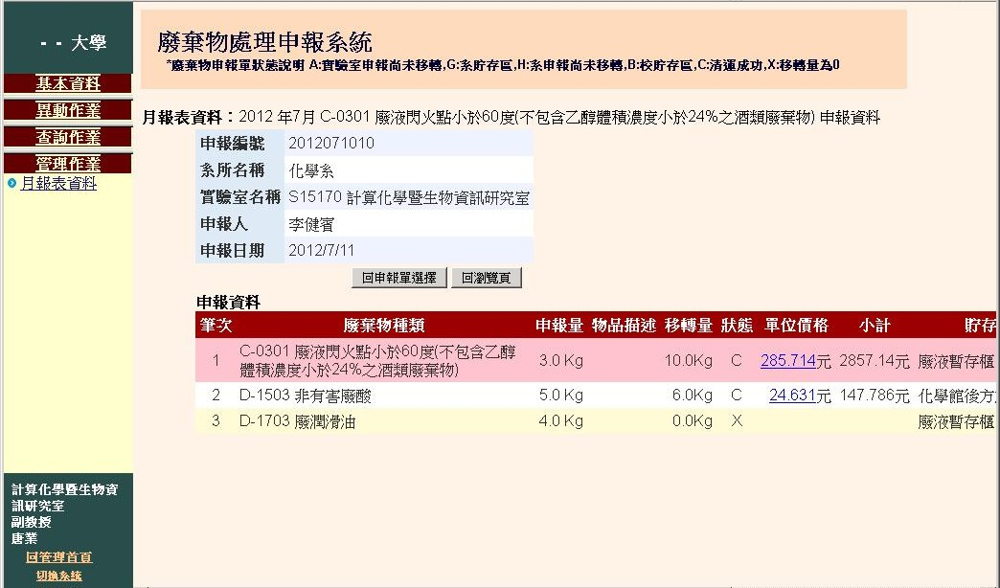 - - 大學
廢棄物處理申報系統
*廢棄物申報單狀態說明 A:實驗室申報尚未移轉,G:系貯存區,H:系申報尚未移轉,B:校貯存區,C:清運成功,X:移轉量為0
基本資料
異動作業
查詢作業
管理作業
月報表資料
月報表資料：2012 年7月 C-0301 廢液閃火點小於60度(不包含乙醇體積濃度小於24%之酒類廢棄物) 申報資料
申報編號 2012071010
系所名稱 化學系
實驗室名稱 S15170 計算化學暨生物資訊研究室
申報人 李健賓
申報日期 2012/7/11
回申報單選擇 回瀏覽頁
申報資料
筆次 廢棄物種類 申報量 物品描述 移轉量 狀態 單位價格 小計 貯存
1 C-0301 廢液閃火點小於60度(不包含乙醇
體積濃度小於24%之酒類廢棄物) 3.0 Kg 10.0Kg C 285.714元 2857.14元 廢液暫存櫃
2 D-1503 非有害廢酸 5.0 Kg 6.0Kg C 24.631元 147.786元 化學館後方
3 D-1703 廢潤滑油 4.0 Kg 0.0Kg X 廢液暫存櫃
計算化學暨生物資
訊研究室
副教授
唐業
回管理首頁
切換系統